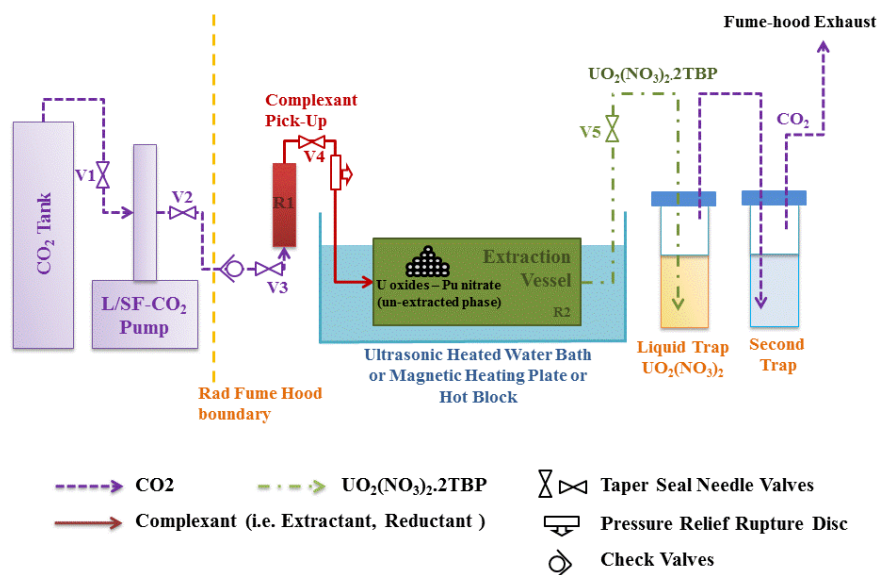 Fume-hood Exhaust
UO₂(NO₃)₂.2TBP
Complexant
Pick-Up
CO₂
V4
V5
V1
V2
R1
CO₂ Tank
V3
L/SF-CO₂
Pump
Extraction
Vessel
U oxides – Pu nitrate
(un-extracted phase)
R2
Liquid Trap
UO₂(NO₃)₂
Second
Trap
Ultrasonic Heated Water Bath
or Magnetic Heating Plate or
Hot Block
Rad Fume Hood
boundary
CO2
UO₂(NO₃)₂.2TBP
Taper Seal Needle Valves
Complexant (i.e. Extractant, Reductant )
Pressure Relief Rupture Disc
Check Valves